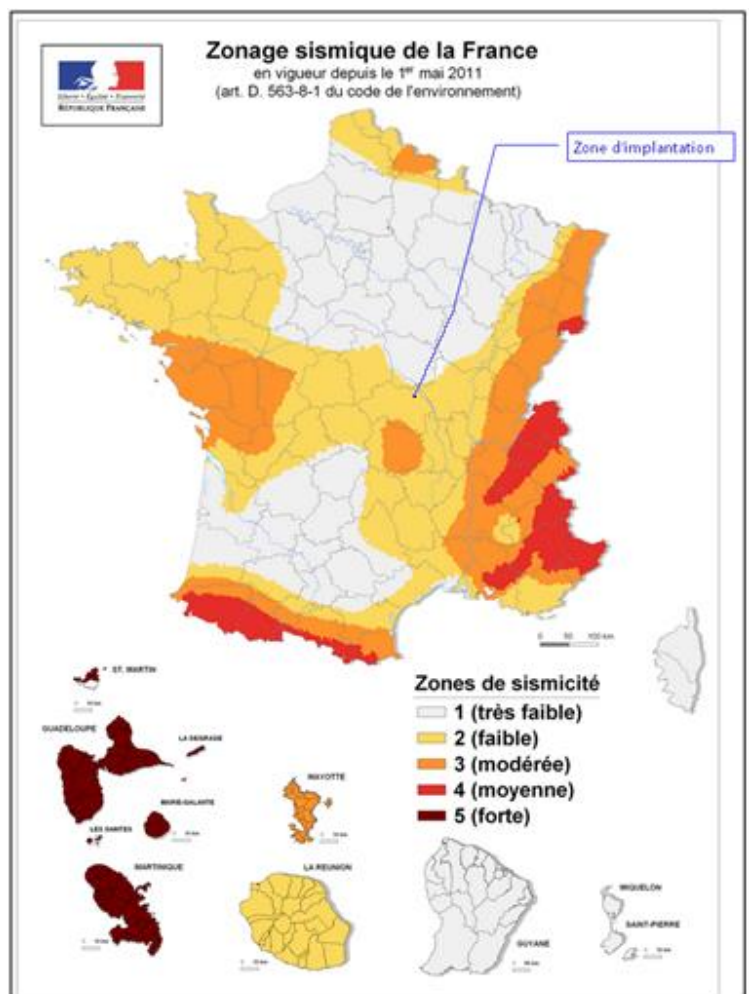 Zonage sismique de la France
en vigueur depuis le 1er mai 2011
(art. D. 563-8-1 du code de l'environnement)
Liberté • Égalité • Fraternité
RÉPUBLIQUE FRANÇAISE
Zone d'implantation
0 50 100 km
Zones de sismicité
1 (très faible)
2 (faible)
3 (modérée)
4 (moyenne)
5 (forte)
ST. MARTIN
GUADELOUPE
LA DESIRADE
MARIE-GALANTE
LES SAINTES
MAYOTTE
MARTINIQUE
LA REUNION
GUYANE
MIQUELON
SAINT-PIERRE